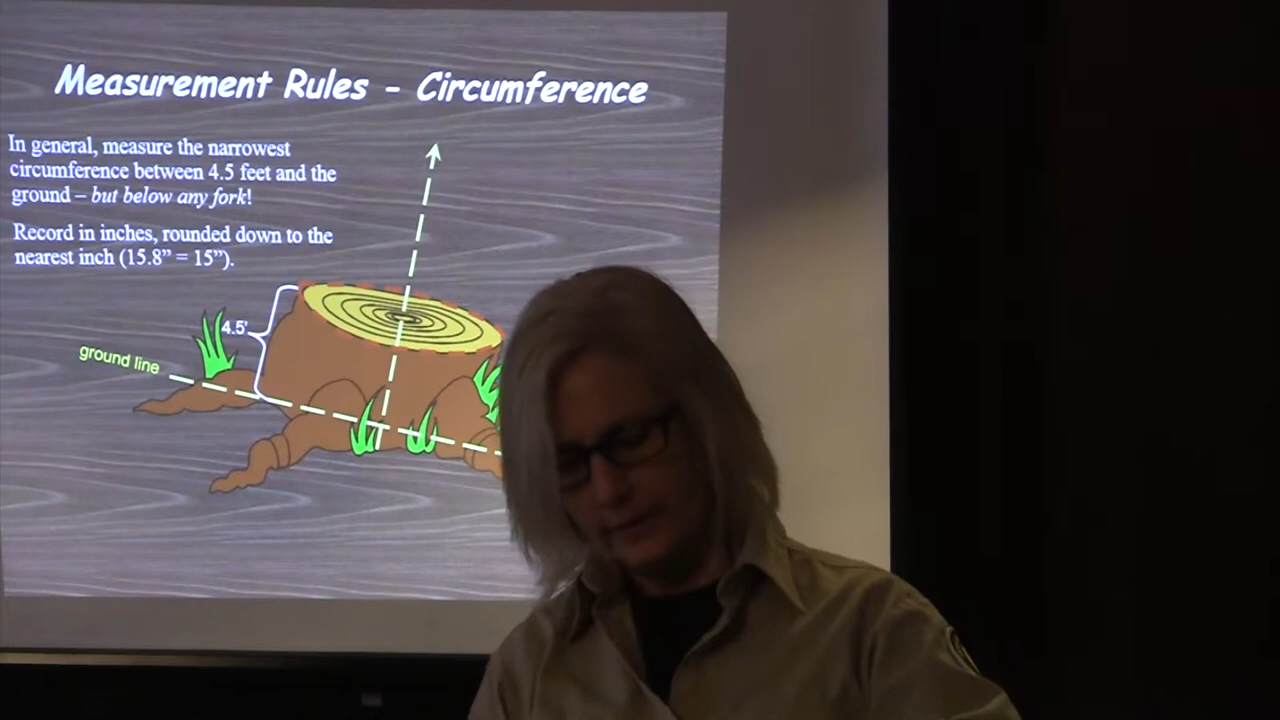 Measurement Rules - Circumference
In general, measure the narrowest
circumference between 4.5 feet and the
ground – but below any fork!
Record in inches, rounded down to the
nearest inch (15.8” = 15”).
4.5'
ground line